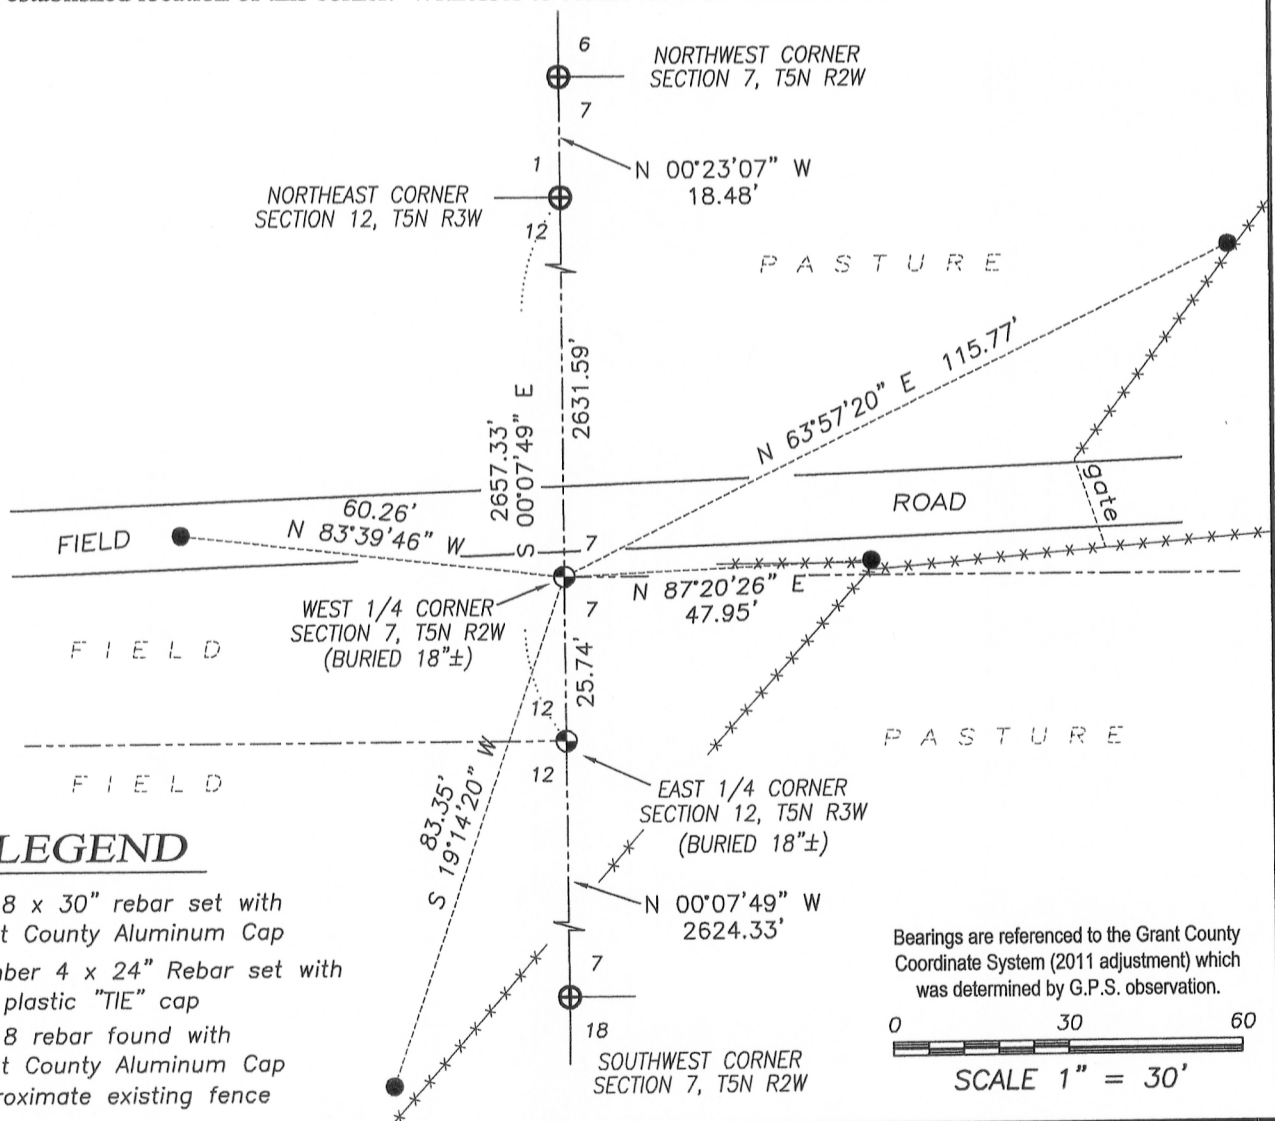 6
NORTHWEST CORNER
SECTION 7, T5N R2W
7
1
N 00°23'07" W
18.48'
NORTHEAST CORNER
SECTION 12, T5N R3W
12
PASTURE
2631.59'
2657.33'
S 00°07'49" E
N 63°57'20" E 115.77'
gate
ROAD
60.26'
N 83°39'46" W
FIELD
7
N 87°20'26" E
47.95'
WEST 1/4 CORNER
SECTION 7, T5N R2W
(BURIED 18"±)
7
FIELD
25.74'
12
PASTURE
12
FIELD
EAST 1/4 CORNER
SECTION 12, T5N R3W
(BURIED 18"±)
83.35'
S 19°14'20" W
LEGEND
8 x 30" rebar set with
t County Aluminum Cap
ber 4 x 24" Rebar set with
plastic "TIE" cap
8 rebar found with
t County Aluminum Cap
roximate existing fence
N 00°07'49" W
2624.33'
7
18
SOUTHWEST CORNER
SECTION 7, T5N R2W
Bearings are referenced to the Grant County
Coordinate System (2011 adjustment) which
was determined by G.P.S. observation.
0 30 60
SCALE 1" = 30'